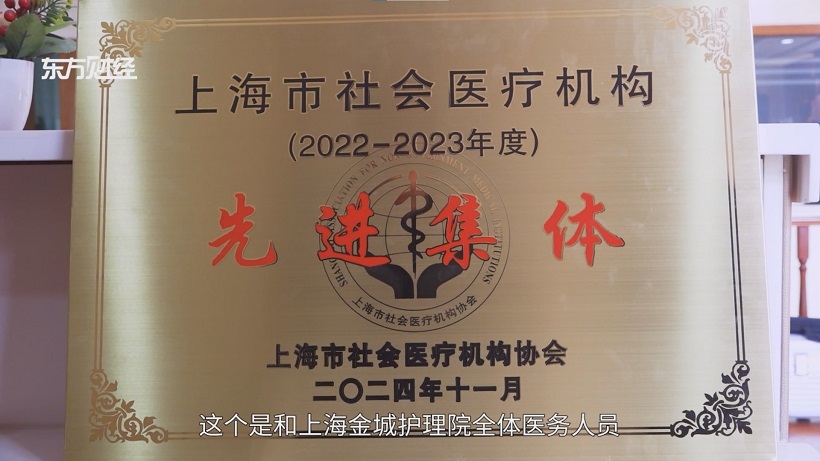 东方财经
上海市社会医疗机构
(2022-2023年度)
先进集体
上海市社会医疗机构协会
上海市社会医疗机构协会
二〇二四年十一月
这个是和上海金城护理院全体医务人员